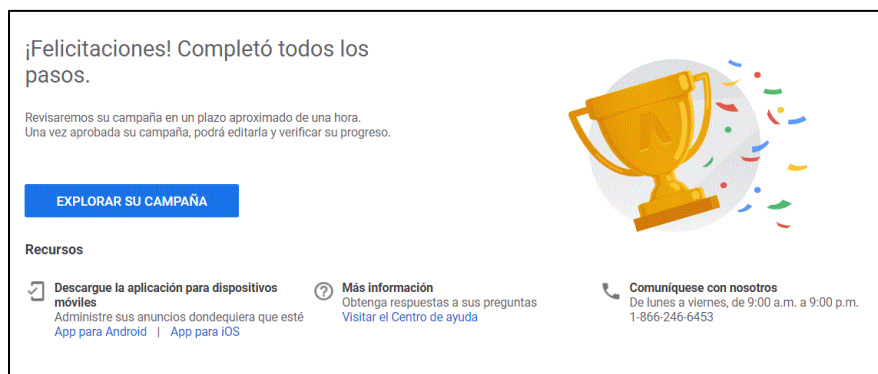 ¡Felicitaciones! Completó todos los
pasos.
Revisaremos su campaña en un plazo aproximado de una hora.
Una vez aprobada su campaña, podrá editarla y verificar su progreso.
EXPLORAR SU CAMPAÑA
Recursos
Descargue la aplicación para dispositivos
móviles
Administre sus anuncios dondequiera que esté
App para Android | App para iOS
Más información
Obtenga respuestas a sus preguntas
Visitar el Centro de ayuda
Comuníquese con nosotros
De lunes a viernes, de 9:00 a.m. a 9:00 p.m.
1-866-246-6453